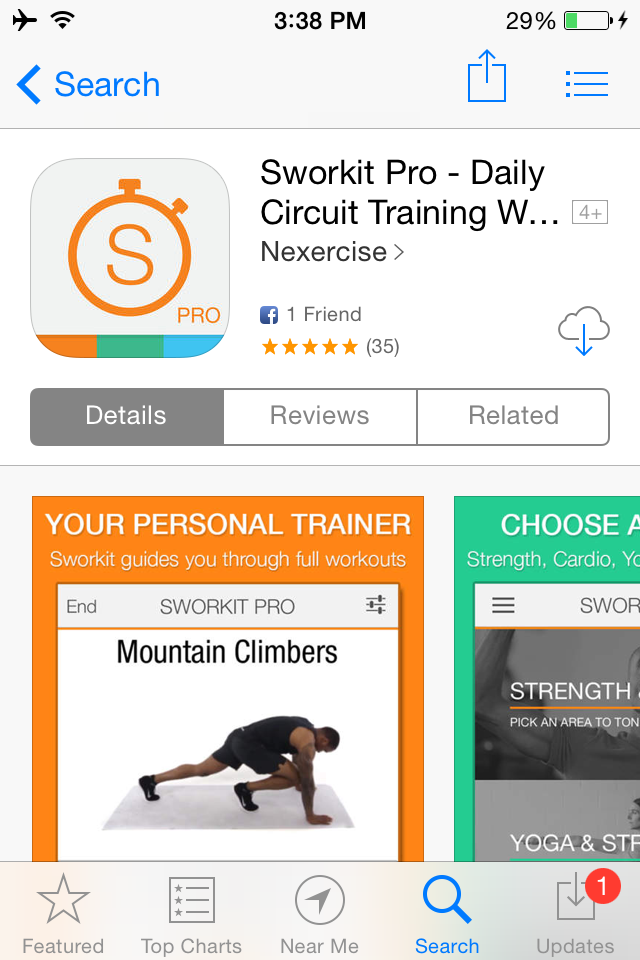 3:38 PM
29%
Search
Sworkit Pro - Daily
Circuit Training W...
4+
Nexercise
S
PRO
f 1 Friend
(35)
Details
Reviews
Related
YOUR PERSONAL TRAINER
Sworkit guides you through full workouts
End
SWORKIT PRO
Mountain Climbers
CHOOSE A
Strength, Cardio, Yo
SWOR
STRENGTH &
PICK AN AREA TO TON
YOGA & STR
Featured
Top Charts
Near Me
Search
Updates
1